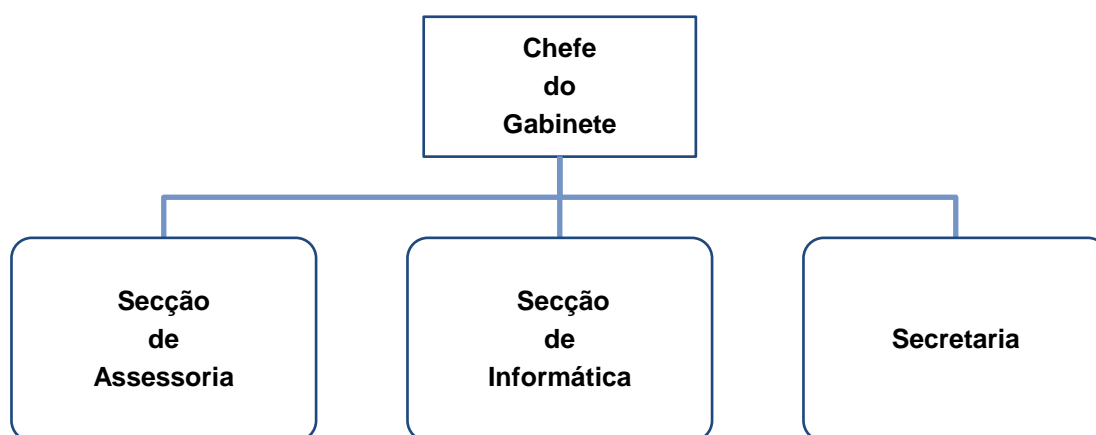 Chefe
do
Gabinete
Secção
de
Assessoria
Secção
de
Informática
Secretaria